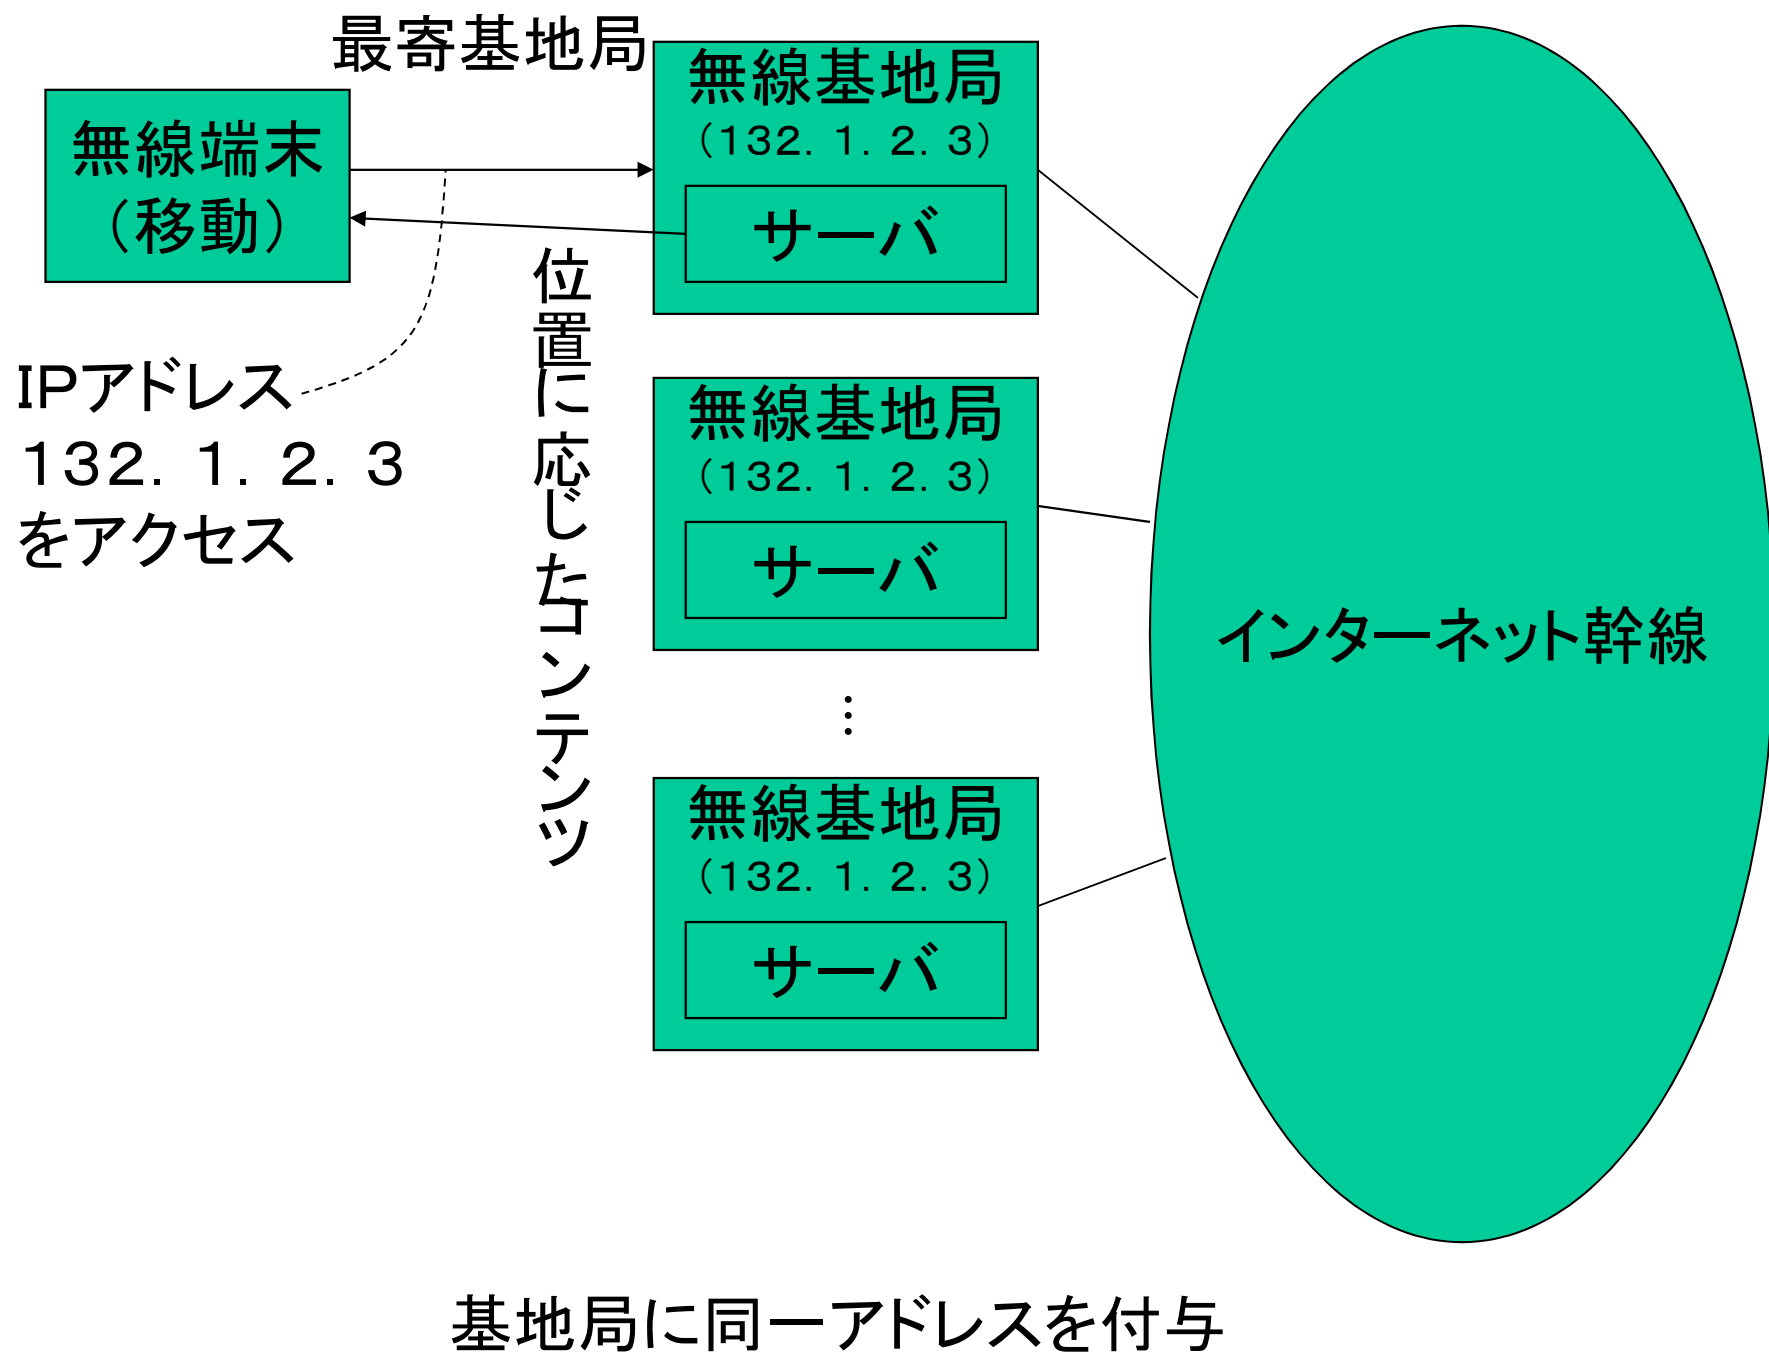 最寄基地局
無線端末
（移動）
無線基地局
（１３２．１．２．３）
サーバ
位置に応じたコンテンツ
IPアドレス
１３２．１．２．３
をアクセス
無線基地局
（１３２．１．２．３）
サーバ
…
無線基地局
（１３２．１．２．３）
サーバ
インターネット幹線
基地局に同一アドレスを付与